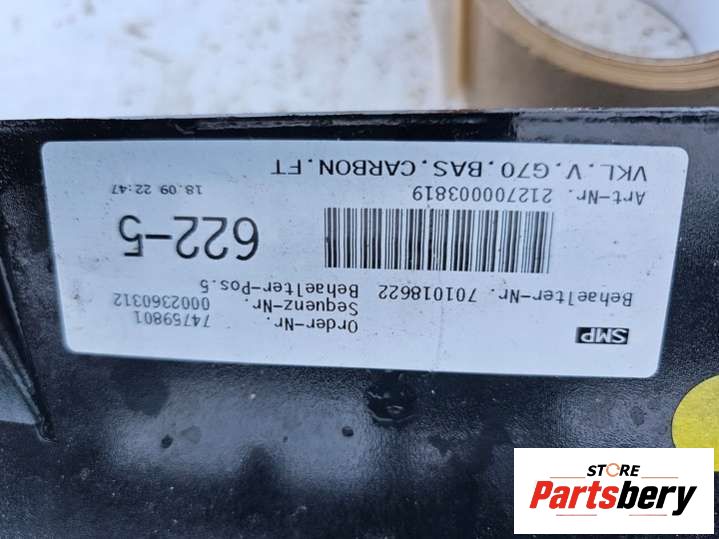 SMP
Order-Nr. 74759801
Sequenz-Nr. 0002360312
Behaelter-Nr. 701018622 Behaelter-Pos.5
622-5
Art-Nr. 212700003819 18.09 22:47
VKL.V.G70.BAS.CARBON.FT
STORE
Partsbery